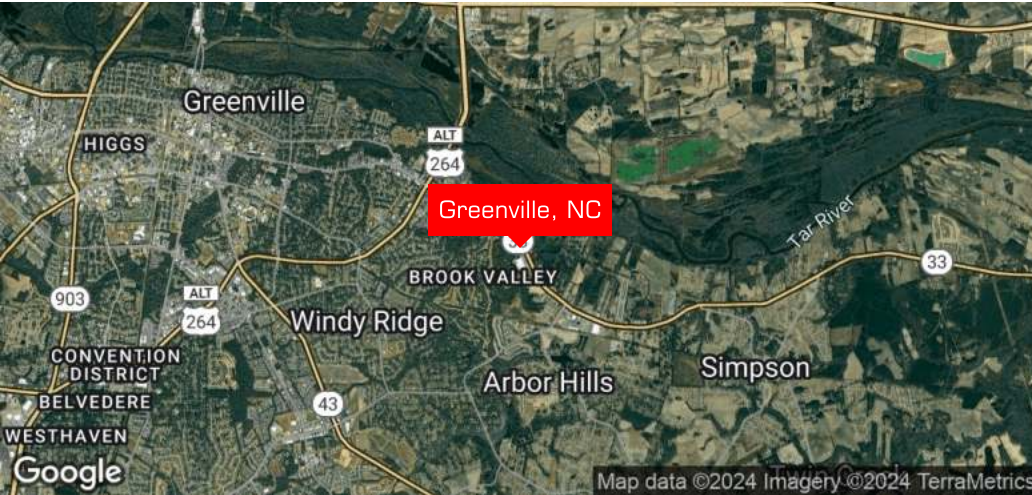 Greenville
HIGGS
ALT
264
Greenville, NC
Tar River
33
BROOK VALLEY
903
ALT
264
Windy Ridge
CONVENTION
DISTRICT
Simpson
Arbor Hills
BELVEDERE
43
WESTHAVEN
Google
Map data ©2024 Imagery ©2024 TerraMetrics